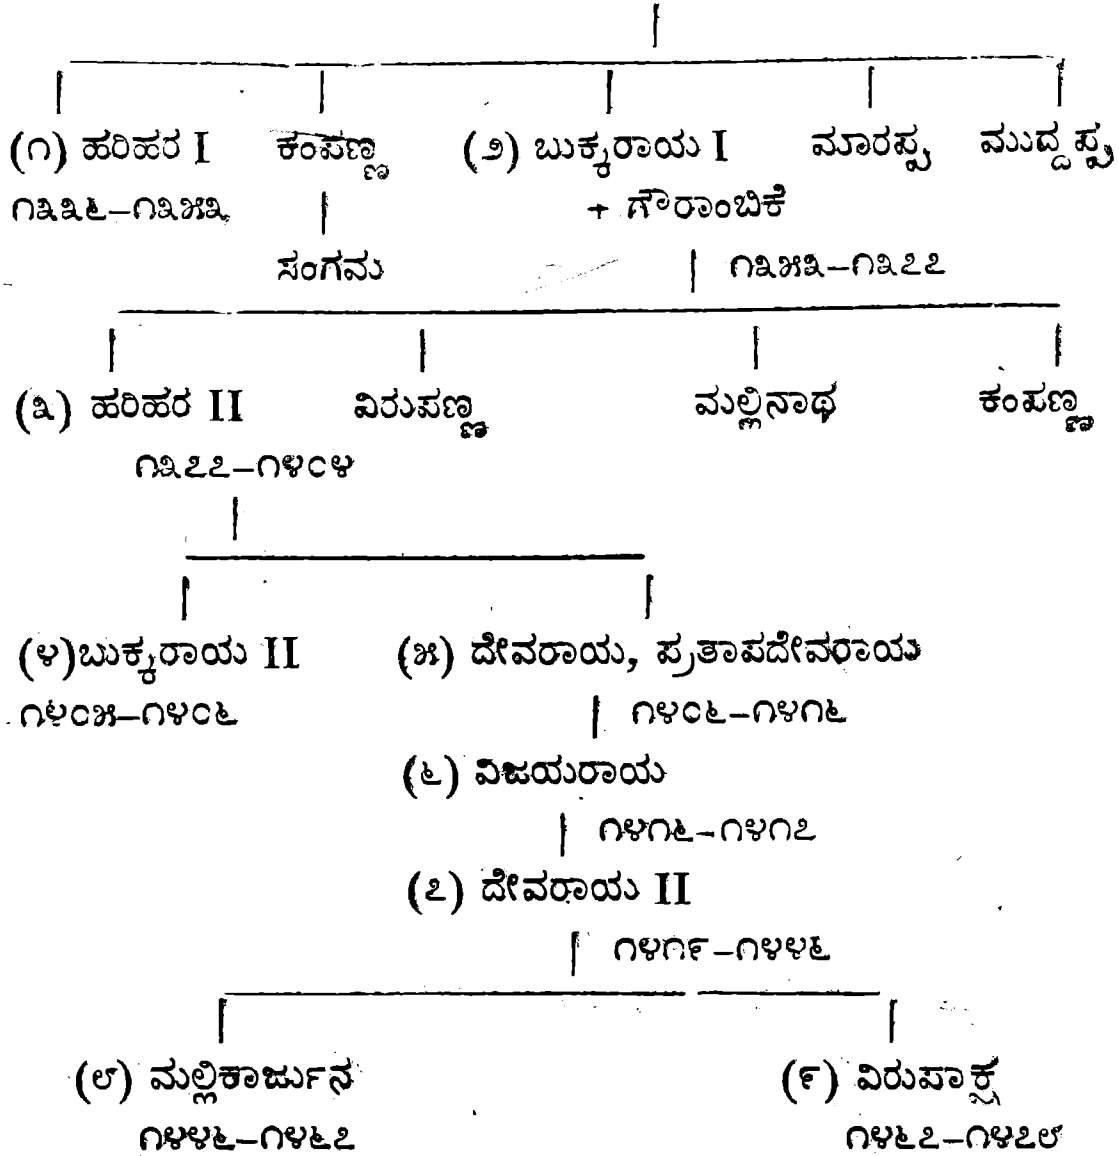 (೧) ಹರಿಹರ I ಕಂಪಣ್ಣ (೨) ಬುಕ್ಕರಾಯ I ಮಾರಪ್ಪ ಮುದ್ದಪ್ಪ
೧೩೩೬–೧೩೫೩ + ಗೌರಾಂಬಿಕೆ
ಸಂಗಮ ೧೩೫೩–೧೩೭೭
(೩) ಹರಿಹರ II ವಿರುಪಣ್ಣ ಮಲ್ಲಿನಾಥ ಕಂಪಣ್ಣ
೧೩೭೭–೧೪೦೪
(೪)ಬುಕ್ಕರಾಯ II (೫) ದೇವರಾಯ, ಪ್ರತಾಪದೇವರಾಯ
೧೪೦೫–೧೪೦೬ ೧೪೦೬–೧೪೧೬
(೬) ವಿಜಯರಾಯ
೧೪೧೬–೧೪೧೭
(೭) ದೇವರಾಯ II
೧೪೧೯–೧೪೪೬
(೮) ಮಲ್ಲಿಕಾರ್ಜುನ (೯) ವಿರುಪಾಕ್ಷ
೧೪೪೬–೧೪೬೭ ೧೪೬೭–೧೪೭೮